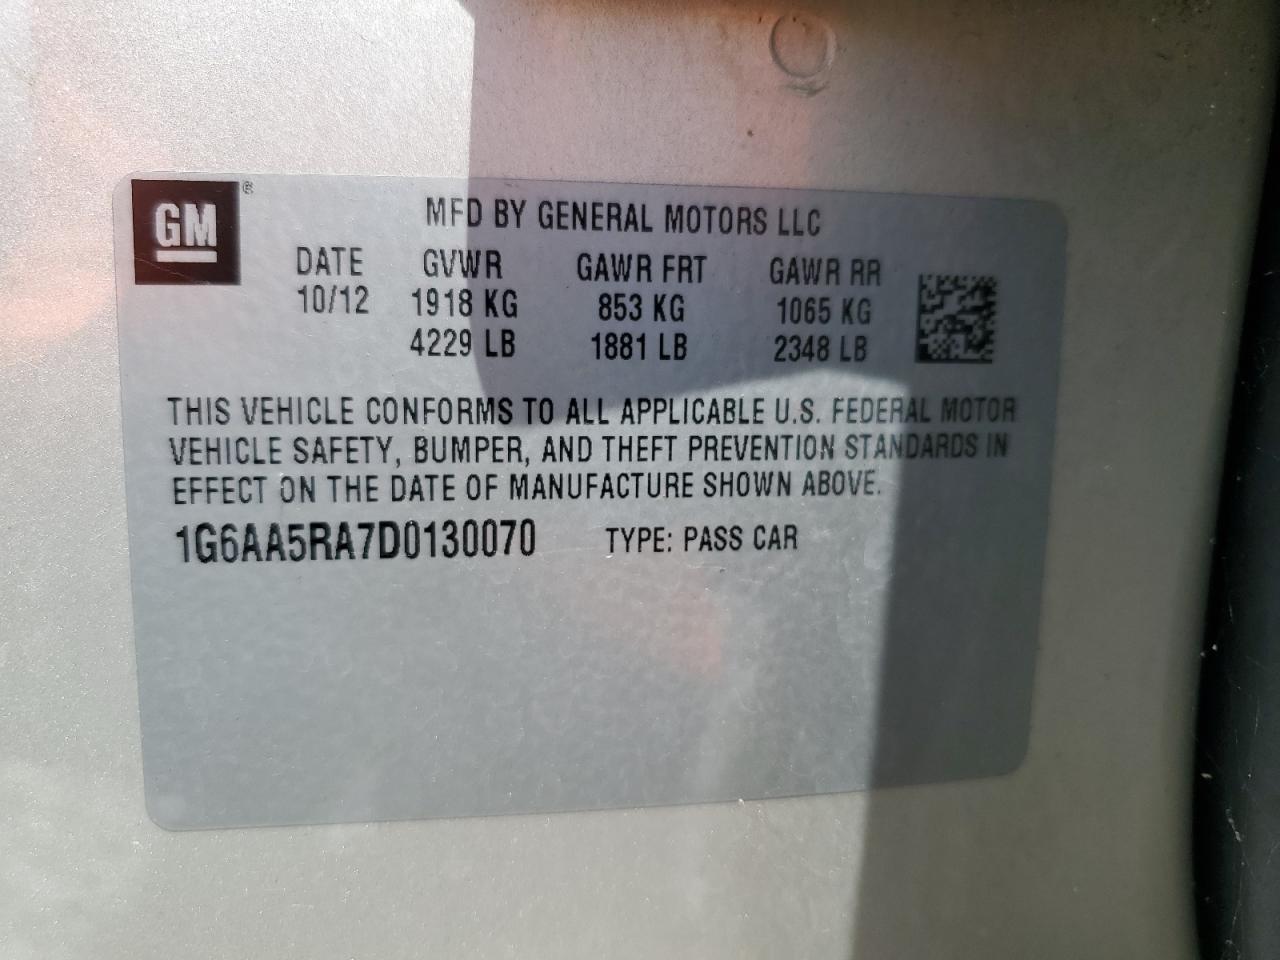 GM®
MFD BY GENERAL MOTORS LLC
DATE GVWR GAWR FRT GAWR RR
10/12 1918 KG 853 KG 1065 KG
4229 LB 1881 LB 2348 LB
THIS VEHICLE CONFORMS TO ALL APPLICABLE U.S. FEDERAL MOTOR
VEHICLE SAFETY, BUMPER, AND THEFT PREVENTION STANDARDS IN
EFFECT ON THE DATE OF MANUFACTURE SHOWN ABOVE.
1G6AA5RA7D0130070 TYPE: PASS CAR